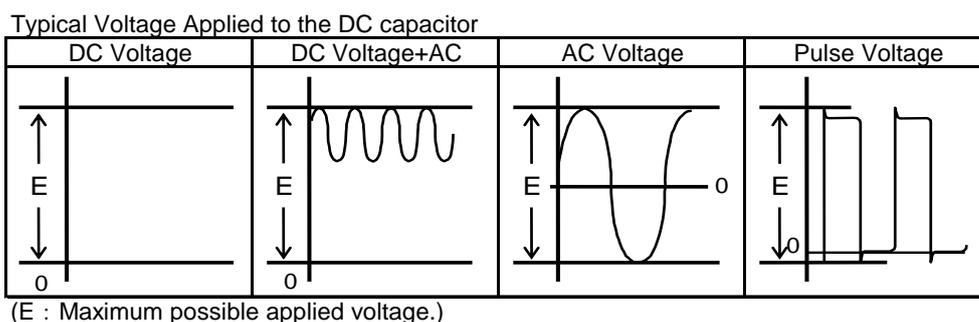 Typical Voltage Applied to the DC capacitor
DC Voltage DC Voltage+AC AC Voltage Pulse Voltage
E E E 0 E
0
0 0
(E：Maximum possible applied voltage.)